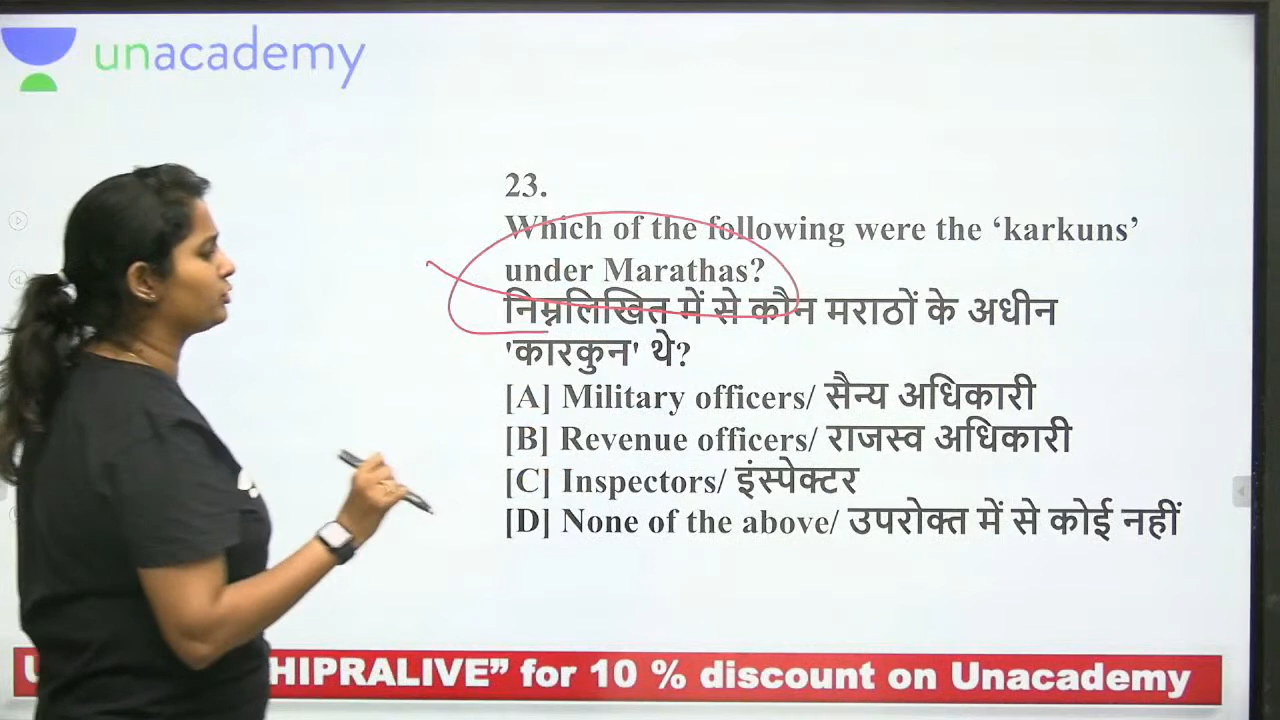 unacademy
23.
Which of the following were the ‘karkuns’
under Marathas?
निम्नलिखित में से कौन मराठों के अधीन
'कारकुन' थे?
[A] Military officers/ सैन्य अधिकारी
[B] Revenue officers/ राजस्व अधिकारी
[C] Inspectors/ इंस्पेक्टर
[D] None of the above/ उपरोक्त में से कोई नहीं
HIPRALIVE” for 10 % discount on Unacademy